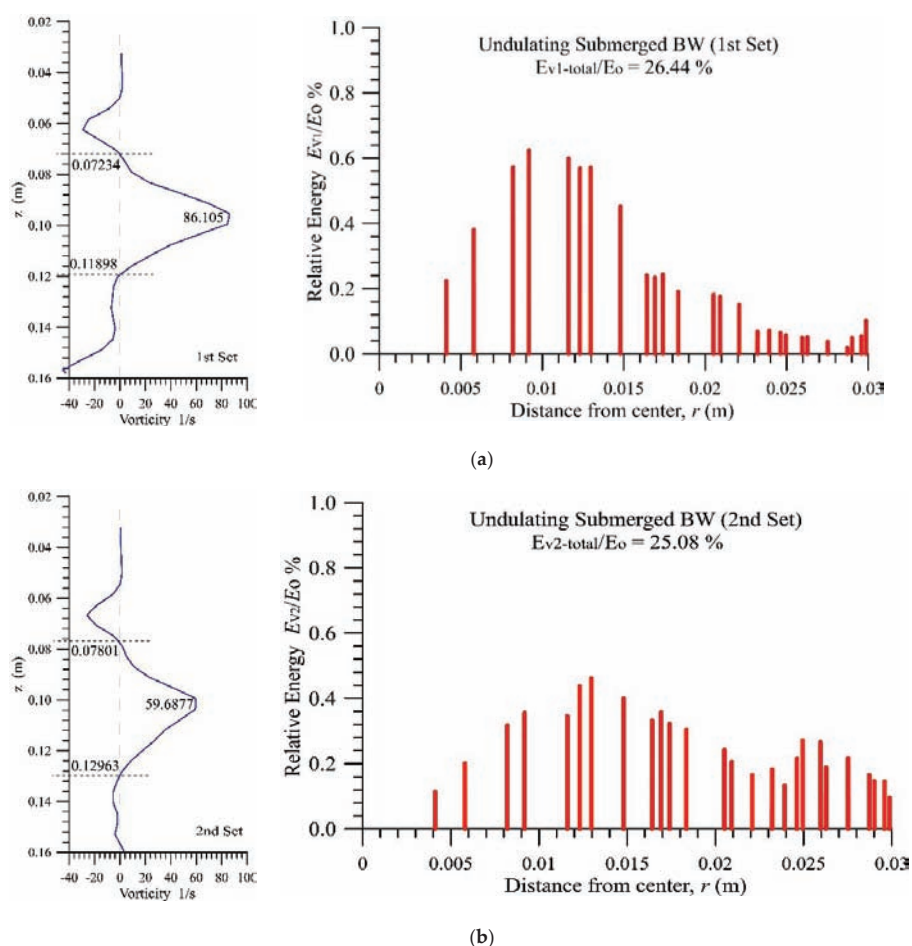 0.02
0.04
0.06
0.08
0.10
0.12
0.14
0.16
z (m)
0.07234
86.105
0.11898
1st Set
-40 -20 0 20 40 60 80 100
Vorticity 1/s
Undulating Submerged BW (1st Set)
Ev1-total/Eo = 26.44 %
1.0
0.8
0.6
0.4
0.2
0.0
Relative Energy Ev1/Eo %
0 0.005 0.01 0.015 0.02 0.025 0.03
Distance from center, r (m)
(a)
0.02
0.04
0.06
0.08
0.10
0.12
0.14
0.16
z (m)
0.07801
59.6877
0.12963
2nd Set
-40 -20 0 20 40 60 80 100
Vorticity 1/s
Undulating Submerged BW (2nd Set)
Ev2-total/Eo = 25.08 %
1.0
0.8
0.6
0.4
0.2
0.0
Relative Energy Ev2/Eo %
0 0.005 0.01 0.015 0.02 0.025 0.03
Distance from center, r (m)
(b)